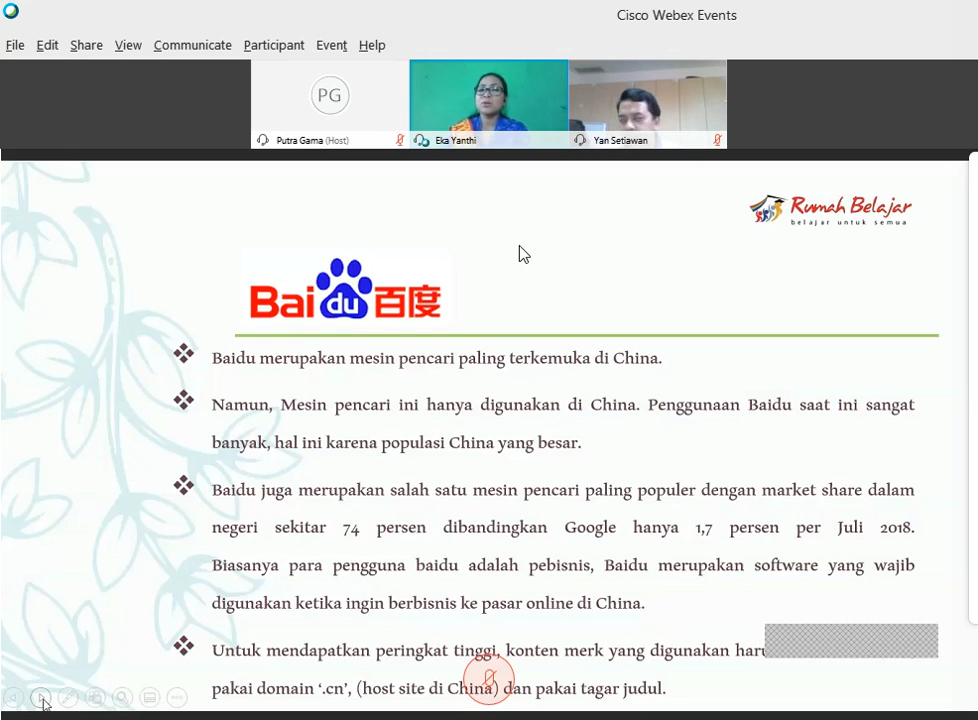 Cisco Webex Events
File Edit Share View Communicate Participant Event Help
PG
Putra Gama (Host) Eka Yanthi Yan Setiawan
Rumah Belajar
belajar untuk semua
Baidu百度
Baidu merupakan mesin pencari paling terkemuka di China.
Namun, Mesin pencari ini hanya digunakan di China. Penggunaan Baidu saat ini sangat
banyak, hal ini karena populasi China yang besar.
Baidu juga merupakan salah satu mesin pencari paling populer dengan market share dalam
negeri sekitar 74 persen dibandingkan Google hanya 1,7 persen per Juli 2018.
Biasanya para pengguna baidu adalah pebisnis, Baidu merupakan software yang wajib
digunakan ketika ingin berbisnis ke pasar online di China.
Untuk mendapatkan peringkat tinggi, konten merk yang digunakan
pakai domain ‘.cn’, (host site di China) dan pakai tagar judul.